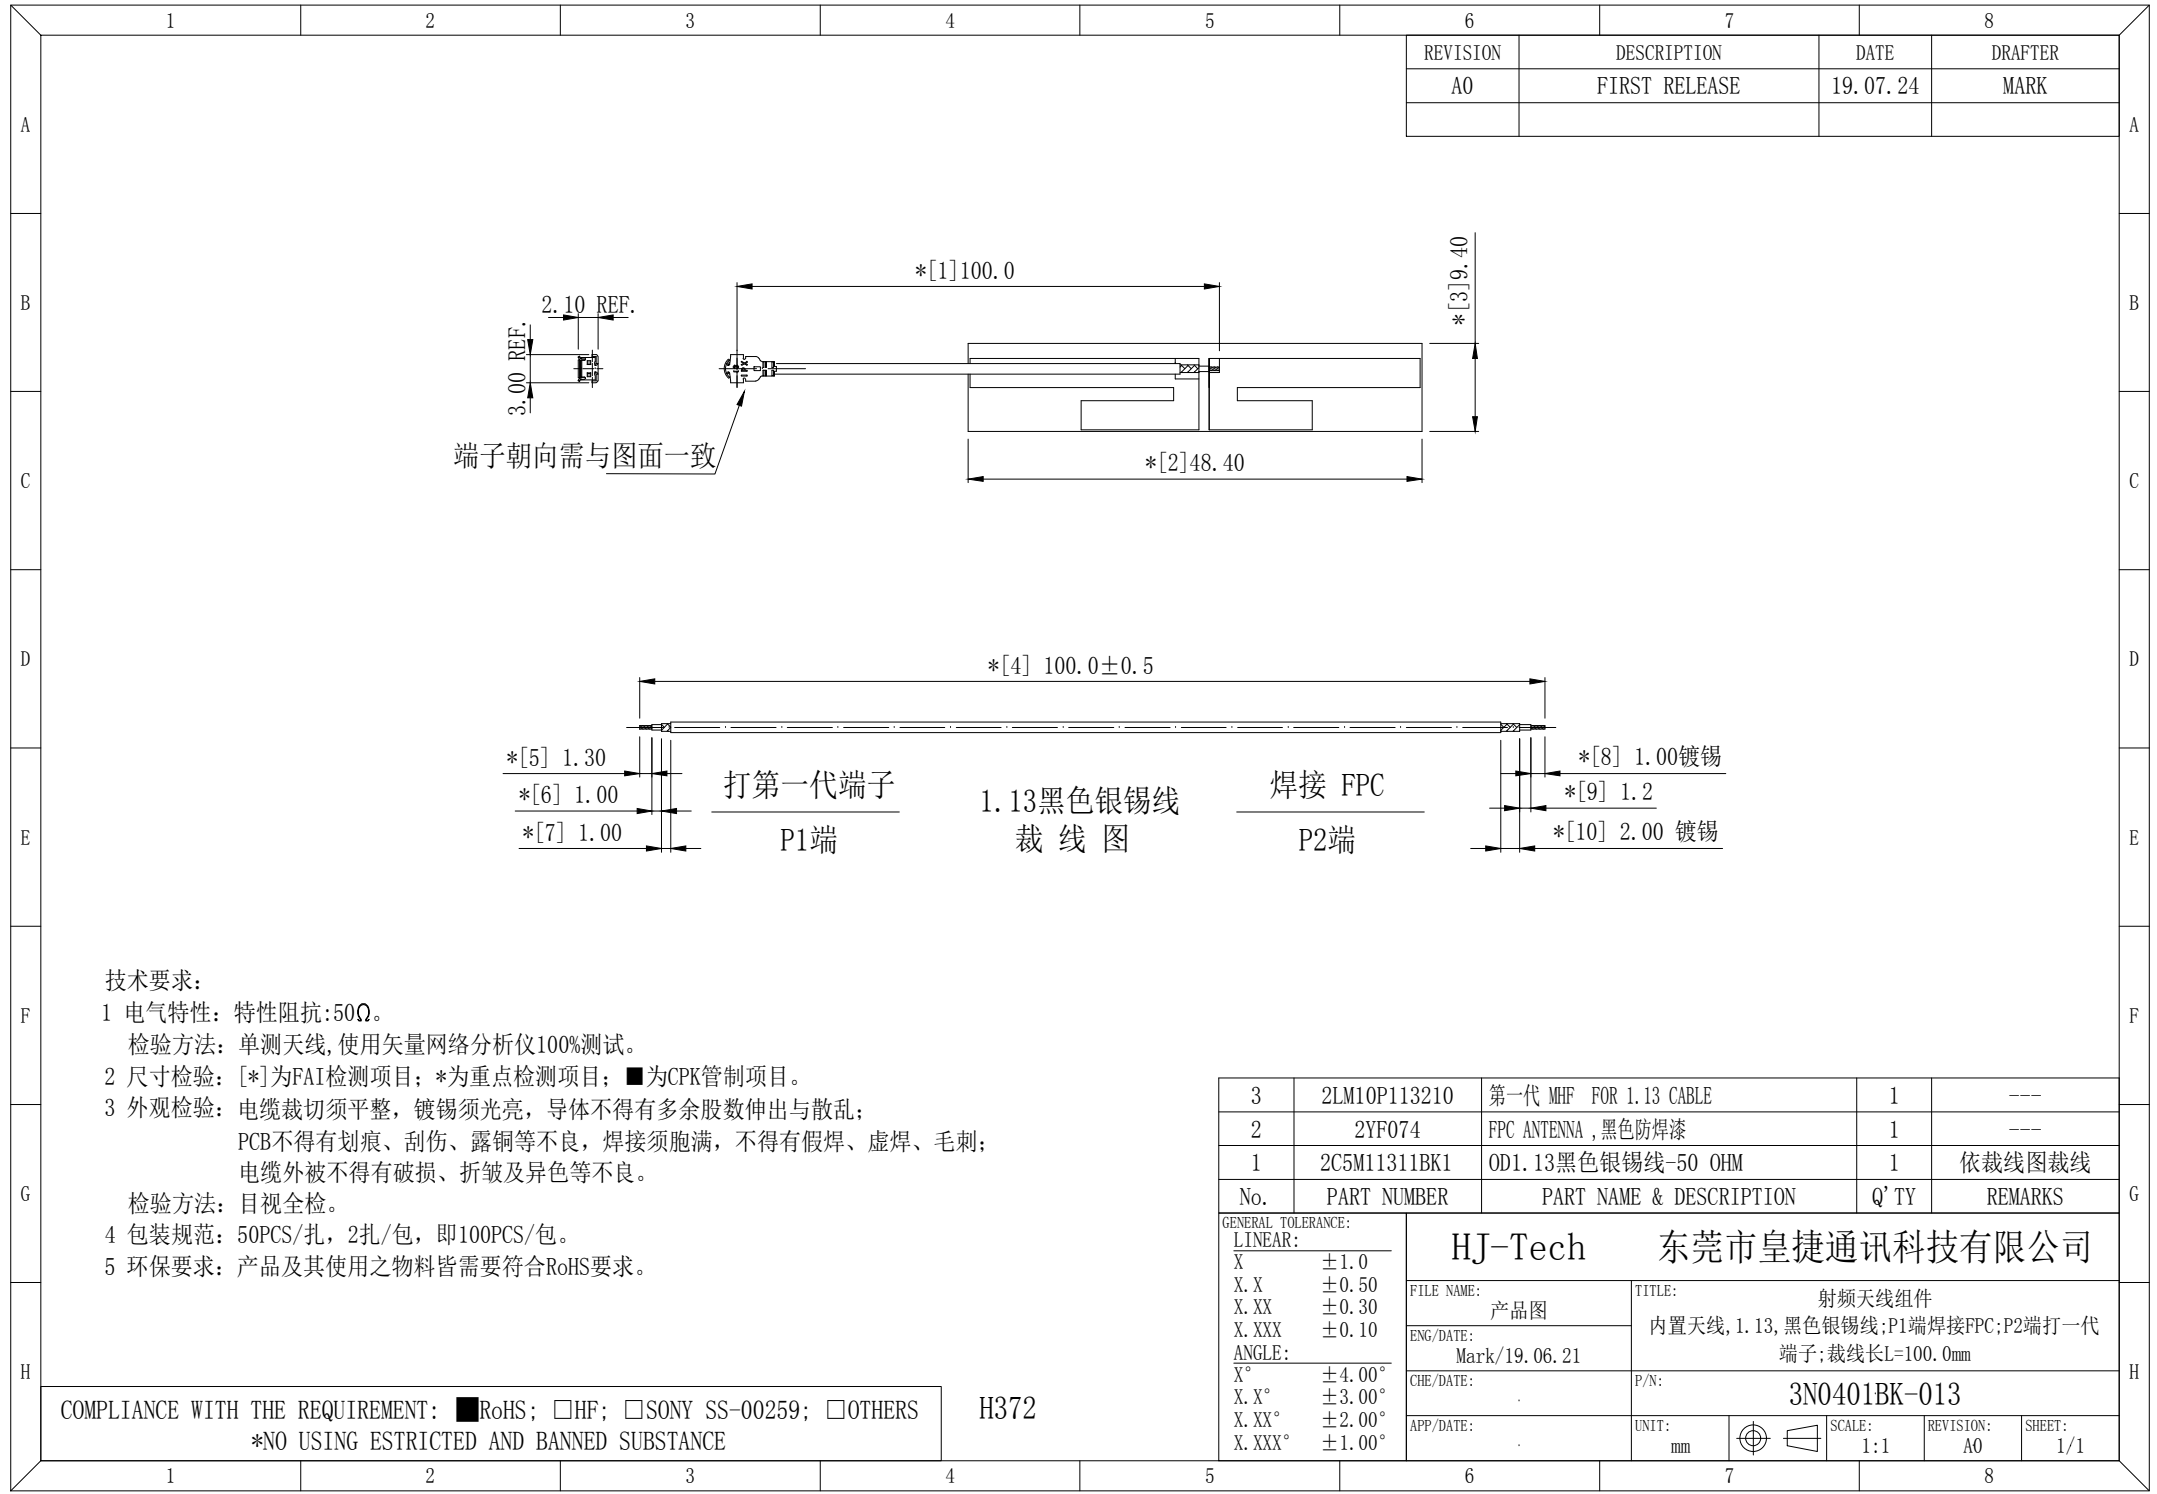 1 2 3 4 5 6 7 8
REVISION DESCRIPTION DATE DRAFTER
A0 FIRST RELEASE 19.07.24 MARK
A A
B B
C C
D D
E E
F F
G G
H H
*[1]100.0
*[3]9.40
2.10 REF.
3.00 REF.
端子朝向需与图面一致
*[2]48.40
*[4] 100.0±0.5
*[5] 1.30
*[6] 1.00
*[7] 1.00
打第一代端子
P1端
1.13黑色银锡线
裁 线 图
焊接 FPC
P2端
*[8] 1.00镀锡
*[9] 1.2
*[10] 2.00 镀锡
技术要求:
1 电气特性: 特性阻抗:50Ω。
检验方法: 单测天线,使用矢量网络分析仪100%测试。
2 尺寸检验: [*]为FAI检测项目; *为重点检测项目; ■为CPK管制项目。
3 外观检验: 电缆裁切须平整, 镀锡须光亮, 导体不得有多余股数伸出与散乱;
PCB不得有划痕、刮伤、露铜等不良, 焊接须胞满, 不得有假焊、虚焊、毛刺;
电缆外被不得有破损、折皱及异色等不良。
检验方法: 目视全检。
4 包装规范: 50PCS/扎, 2扎/包, 即100PCS/包。
5 环保要求: 产品及其使用之物料皆需要符合RoHS要求。
3 2LM10P113210 第一代 MHF FOR 1.13 CABLE 1 ---
2 2YF074 FPC ANTENNA ,黑色防焊漆 1 ---
1 2C5M11311BK1 OD1.13黑色银锡线-50 OHM 1 依裁线图裁线
No. PART NUMBER PART NAME & DESCRIPTION Q'TY REMARKS
GENERAL TOLERANCE:
LINEAR:
X ±1.0
X.X ±0.50
X.XX ±0.30
X.XXX ±0.10
ANGLE:
X° ±4.00°
X.X° ±3.00°
X.XX° ±2.00°
X.XXX° ±1.00°
HJ-Tech 东莞市皇捷通讯科技有限公司
FILE NAME:
产品图
TITLE:
射频天线组件
内置天线,1.13,黑色银锡线;P1端焊接FPC;P2端打一代
端子;裁线长L=100.0mm
ENG/DATE:
Mark/19.06.21
CHE/DATE:
P/N:
3N0401BK-013
APP/DATE:
UNIT:
mm
SCALE:
1:1
REVISION:
A0
SHEET:
1/1
COMPLIANCE WITH THE REQUIREMENT: ■RoHS; □HF; □SONY SS-00259; □OTHERS
*NO USING ESTRICTED AND BANNED SUBSTANCE
H372
1 2 3 4 5 6 7 8